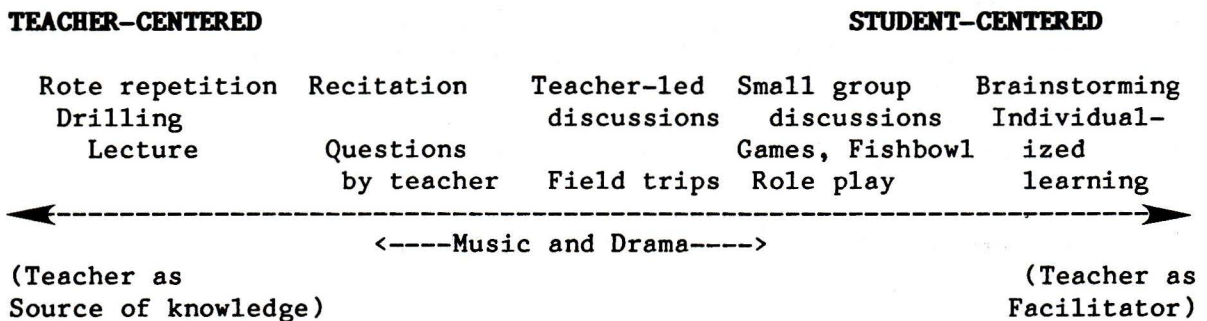 TEACHER-CENTERED STUDENT-CENTERED
Rote repetition Recitation Teacher-led Small group Brainstorming
Drilling discussions discussions Individual-
Lecture Questions Games, Fishbowl ized
by teacher Field trips Role play learning
<----Music and Drama---->
(Teacher as (Teacher as
Source of knowledge) Facilitator)